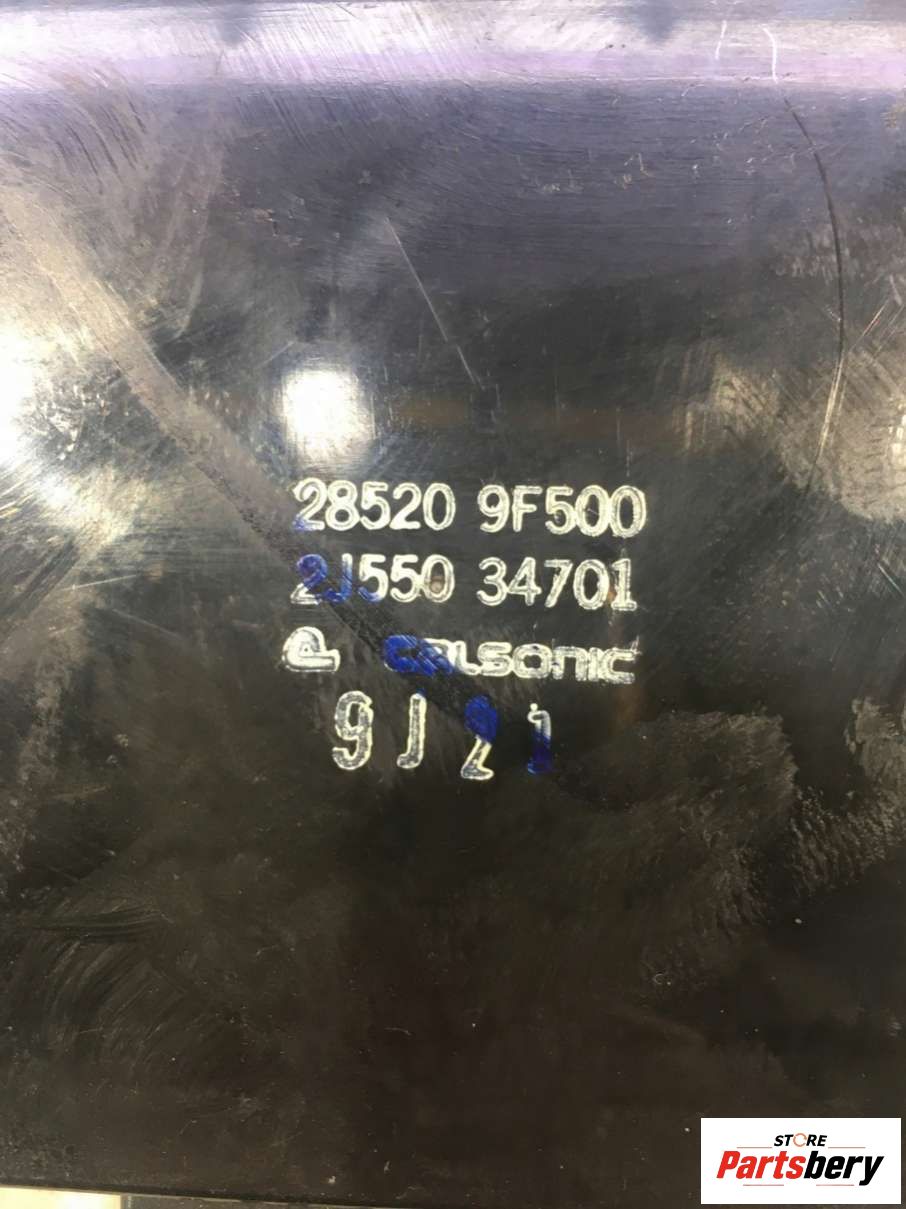 28520 9F500
2J550 34701
P CALSONIC
9J21
STORE
Partsbery